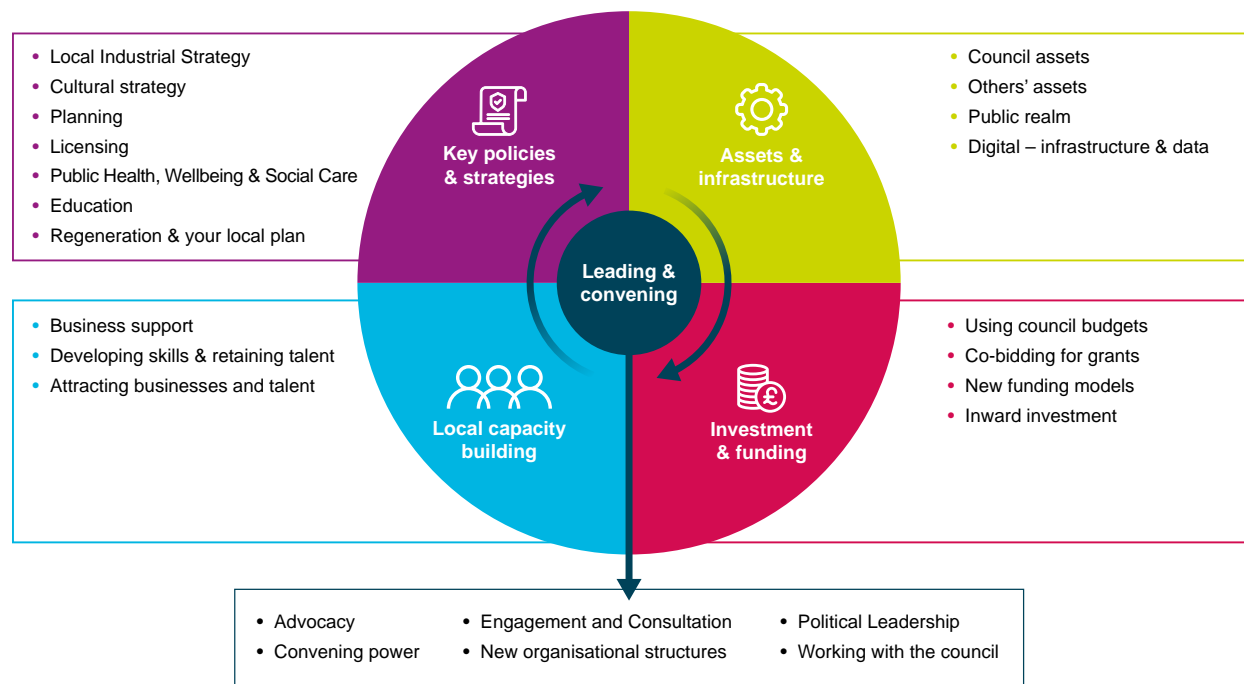 Local Industrial Strategy
Cultural strategy
Planning
Licensing
Public Health, Wellbeing & Social Care
Education
Regeneration & your local plan
Key policies
& strategies
Assets &
infrastructure
Council assets
Others’ assets
Public realm
Digital – infrastructure & data
Leading &
convening
Business support
Developing skills & retaining talent
Attracting businesses and talent
Local capacity
building
£
Investment
& funding
Using council budgets
Co-bidding for grants
New funding models
Inward investment
Advocacy
Convening power
Engagement and Consultation
New organisational structures
Political Leadership
Working with the council